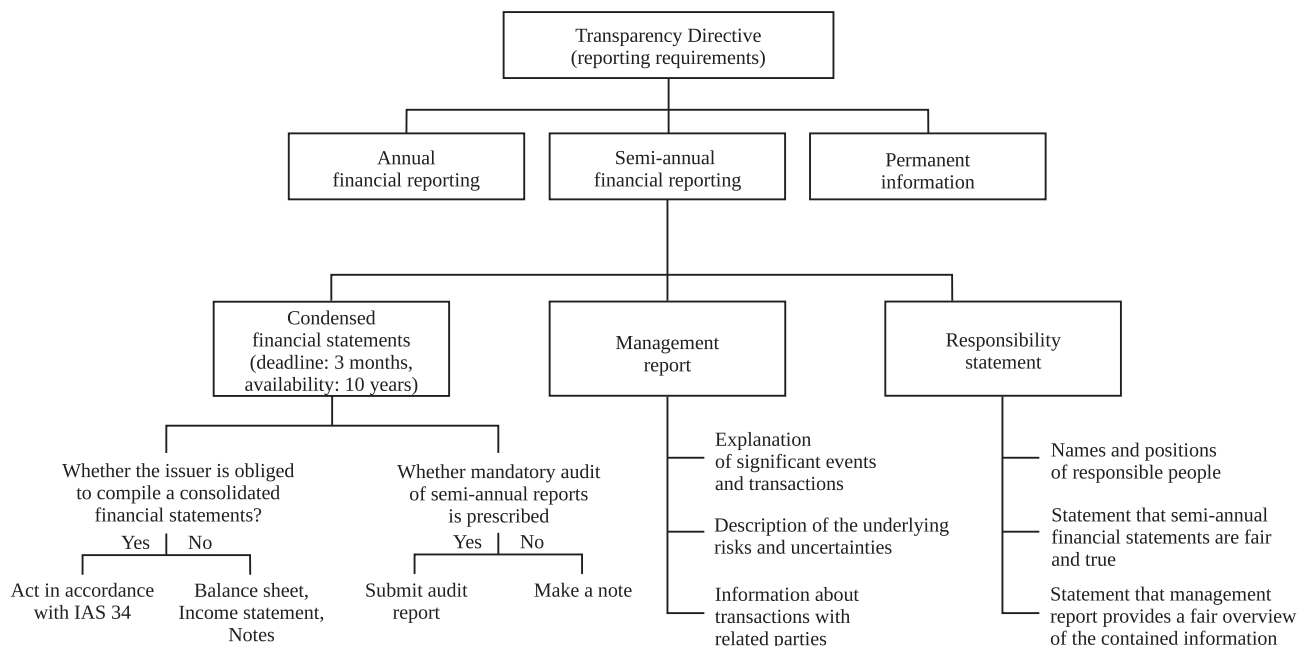 Transparency Directive
(reporting requirements)
Annual
financial reporting
Semi-annual
financial reporting
Permanent
information
Condensed
financial statements
(deadline: 3 months,
availability: 10 years)
Management
report
Responsibility
statement
Whether the issuer is obliged
to compile a consolidated
financial statements?
Yes
No
Act in accordance
with IAS 34
Balance sheet,
Income statement,
Notes
Whether mandatory audit
of semi-annual reports
is prescribed
Yes
No
Submit audit
report
Make a note
Explanation
of significant events
and transactions
Description of the underlying
risks and uncertainties
Information about
transactions with
related parties
Names and positions
of responsible people
Statement that semi-annual
financial statements are fair
and true
Statement that management
report provides a fair overview
of the contained information